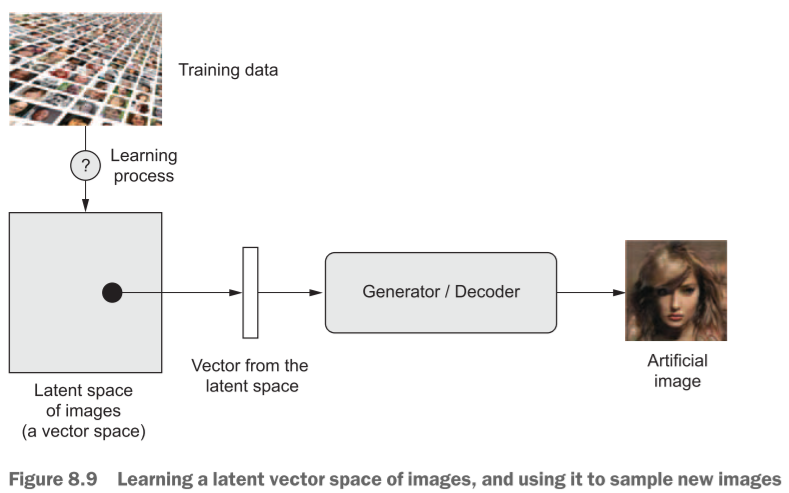 Training data
?
Learning
process
Generator / Decoder
Vector from the
latent space
Artificial
image
Latent space
of images
(a vector space)
Figure 8.9 Learning a latent vector space of images, and using it to sample new images